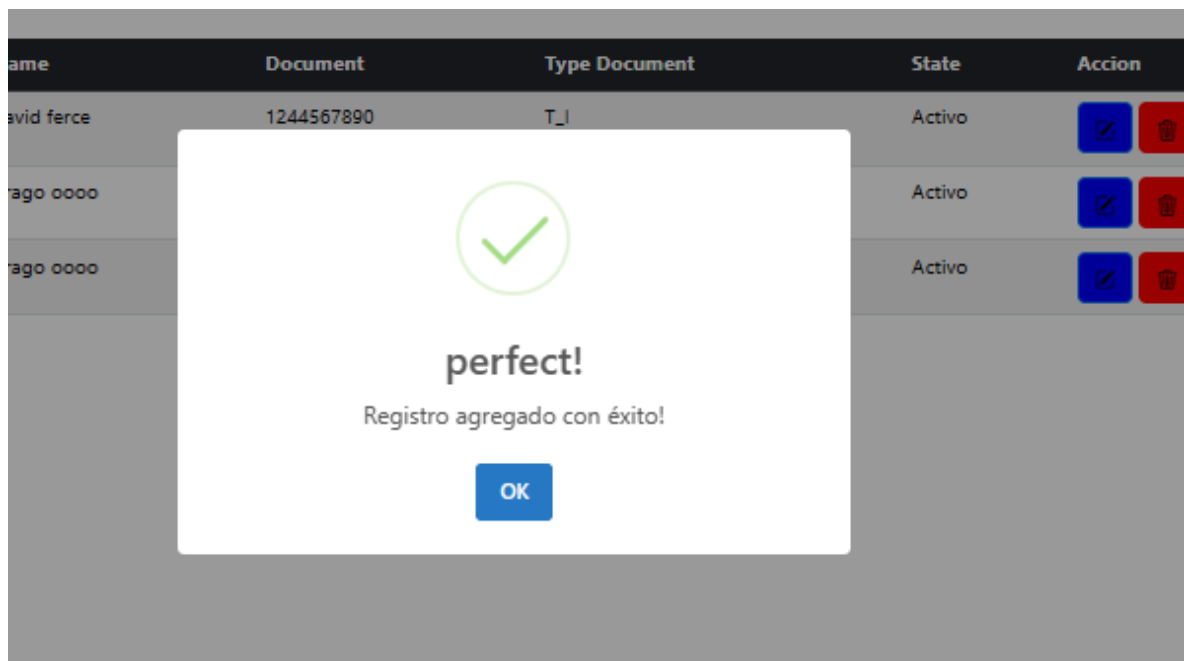 ame Document Type Document State Accion
avid ferce 1244567890 T_I Activo
rago oooo Activo
rago oooo Activo
perfect!
Registro agregado con éxito!
OK